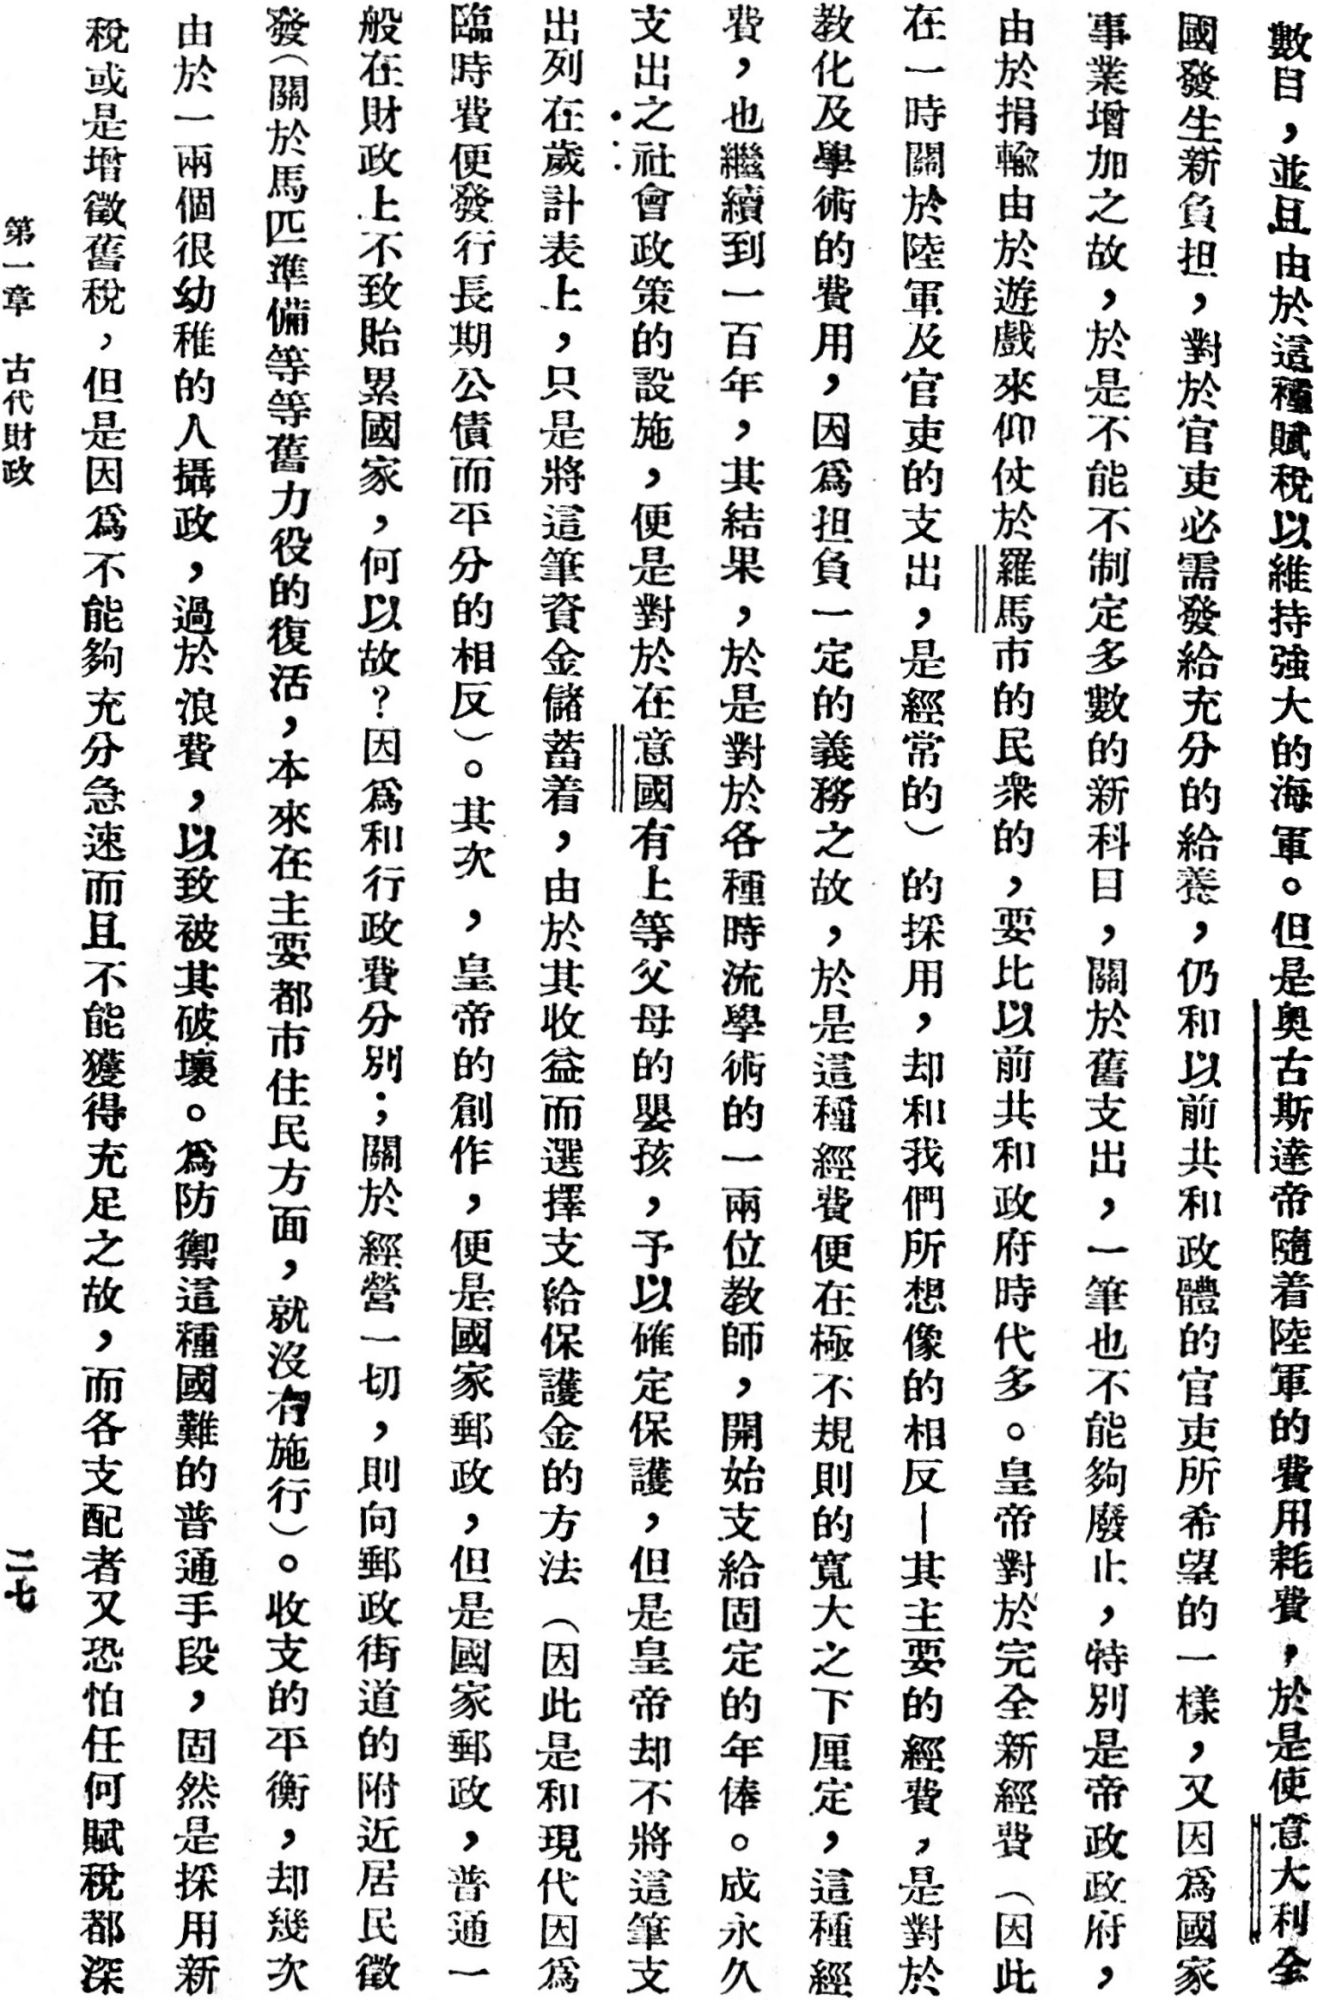 數目，並且由於這種賦稅以維持強大的海軍。但是奧古斯達帝隨着陸軍的費用耗費，於是使意大利全
國發生新負担，對於官吏必需發給充分的給養，仍和以前共和政體的官吏所希望的一樣，又因爲國家
事業增加之故，於是不能不制定多數的新科目，關於舊支出，一筆也不能夠廢止，特別是帝政政府，
由於捐輸由於遊戲來仰仗於羅馬市的民衆的，要比以前共和政府時代多。皇帝對於完全新經費（因此
在一時關於陸軍及官吏的支出，是經常的）的採用，却和我們所想像的相反—其主要的經費，是對於
教化及學術的費用，因爲担負一定的義務之故，於是這種經費便在極不規則的寬大之下厘定，這種經
費，也繼續到一百年，其結果，於是對於各種時流學術的一兩位教師，開始支給固定的年俸。成永久
支出之社會政策的設施，便是對於在意國有上等父母的嬰孩，予以確定保護，但是皇帝却不將這筆支
出列在歲計表上，只是將這筆資金儲蓄着，由於其收益而選擇支給保護金的方法（因此是和現代因爲
臨時費便發行長期公債而平分的相反）。其次，皇帝的創作，便是國家郵政，但是國家郵政，普通一
般在財政上不致貽累國家，何以故？因爲和行政費分別；關於經營一切，則向郵政街道的附近居民徵
發（關於馬匹準備等等舊力役的復活，本來在主要都市住民方面，就沒有施行）。收支的平衡，却幾次
由於一兩個很幼稚的人攝政，過於浪費，以致被其破壞。爲防禦這種國難的普通手段，固然是採用新
稅或是增徵舊稅，但是因爲不能夠充分急速而且不能獲得充足之故，而各支配者又恐怕任何賦稅都深
第一章　古代財政　二七